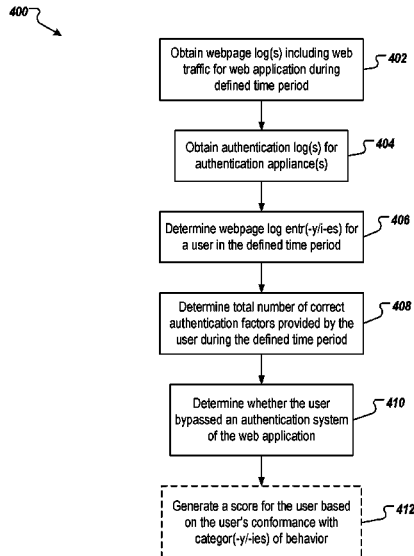 400
Obtain webpage log(s) including web
traffic for web application during
defined time period
402
Obtain authentication log(s) for
authentication appliance(s)
404
Determine webpage log entr(-y/i-es) for
a user in the defined time period
406
Determine total number of correct
authentication factors provided by the
user during the defined time period
408
Determine whether the user
bypassed an authentication system
of the web application
410
Generate a score for the user based
on the user's conformance with
categor(-y/-ies) of behavior
412